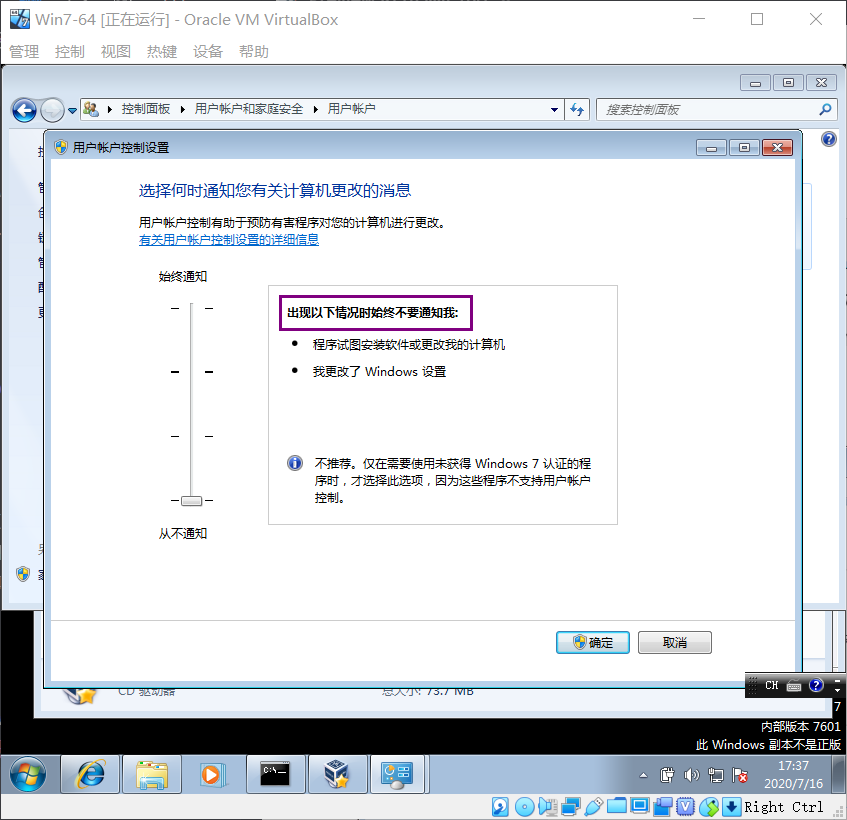 Win7-64 [正在运行] - Oracle VM VirtualBox
管理 控制 视图 热键 设备 帮助
控制面板 用户帐户和家庭安全 用户帐户 搜索控制面板
用户帐户控制设置
选择何时通知您有关计算机更改的消息
用户帐户控制有助于预防有害程序对您的计算机进行更改。
有关用户帐户控制设置的详细信息
始终通知
出现以下情况时始终不要通知我:
程序试图安装软件或更改我的计算机
我更改了 Windows 设置
不推荐。仅在需要使用未获得 Windows 7 认证的程
序时，才选择此选项，因为这些程序不支持用户帐户
控制。
从不通知
确定 取消
CD 驱动器 总大小: 73.7 MB
CH
7
内部版本 7601
此 Windows 副本不是正版
C:\
17:37
2020/7/16
Right Ctrl